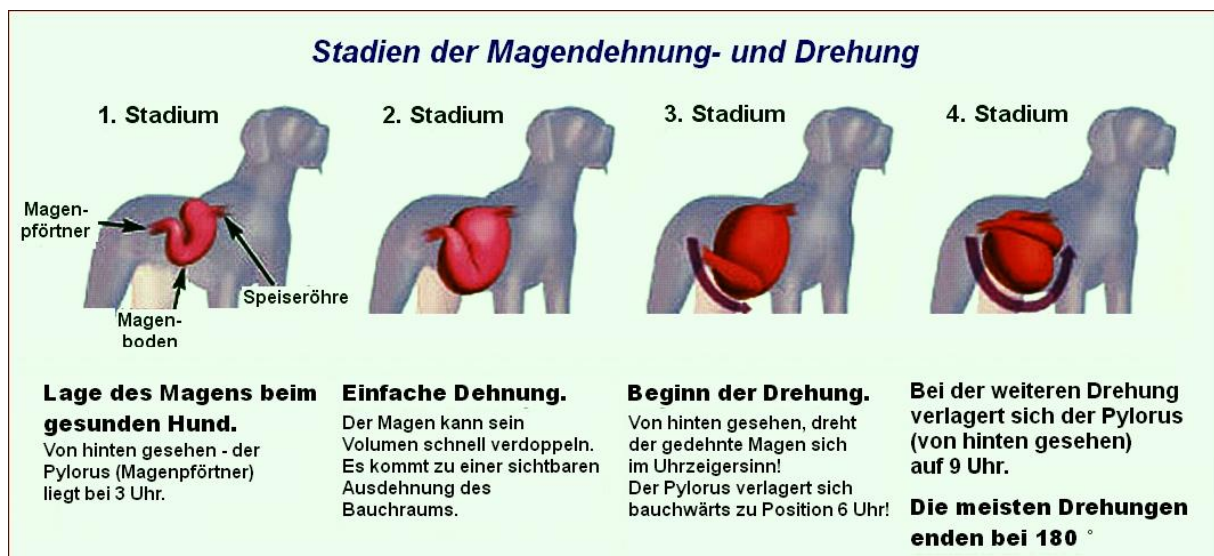 Stadien der Magendehnung- und Drehung
1. Stadium
Magen-
pförtner
Speiseröhre
Magen-
boden
Lage des Magens beim
gesunden Hund.
Von hinten gesehen - der
Pylorus (Magenpförtner)
liegt bei 3 Uhr.
2. Stadium
Einfache Dehnung.
Der Magen kann sein
Volumen schnell verdoppeln.
Es kommt zu einer sichtbaren
Ausdehnung des
Bauchraums.
3. Stadium
Beginn der Drehung.
Von hinten gesehen, dreht
der gedehnte Magen sich
im Uhrzeigersinn!
Der Pylorus verlagert sich
bauchwärts zu Position 6 Uhr!
4. Stadium
Bei der weiteren Drehung
verlagert sich der Pylorus
(von hinten gesehen)
auf 9 Uhr.
Die meisten Drehungen
enden bei 180 °